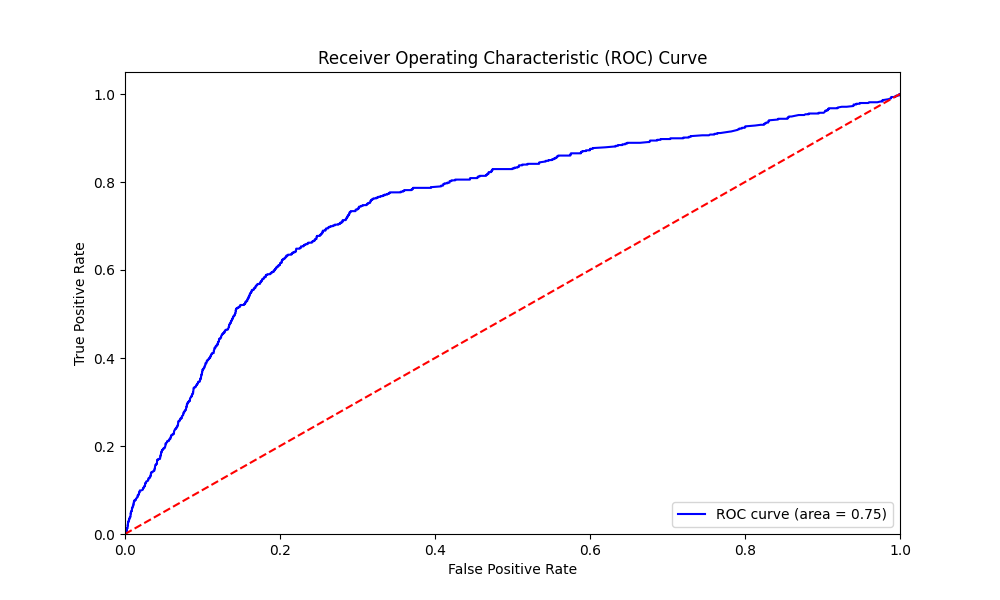 Receiver Operating Characteristic (ROC) Curve
True Positive Rate
1.0
0.8
0.6
0.4
0.2
0.0
ROC curve (area = 0.75)
0.0 0.2 0.4 0.6 0.8 1.0
False Positive Rate